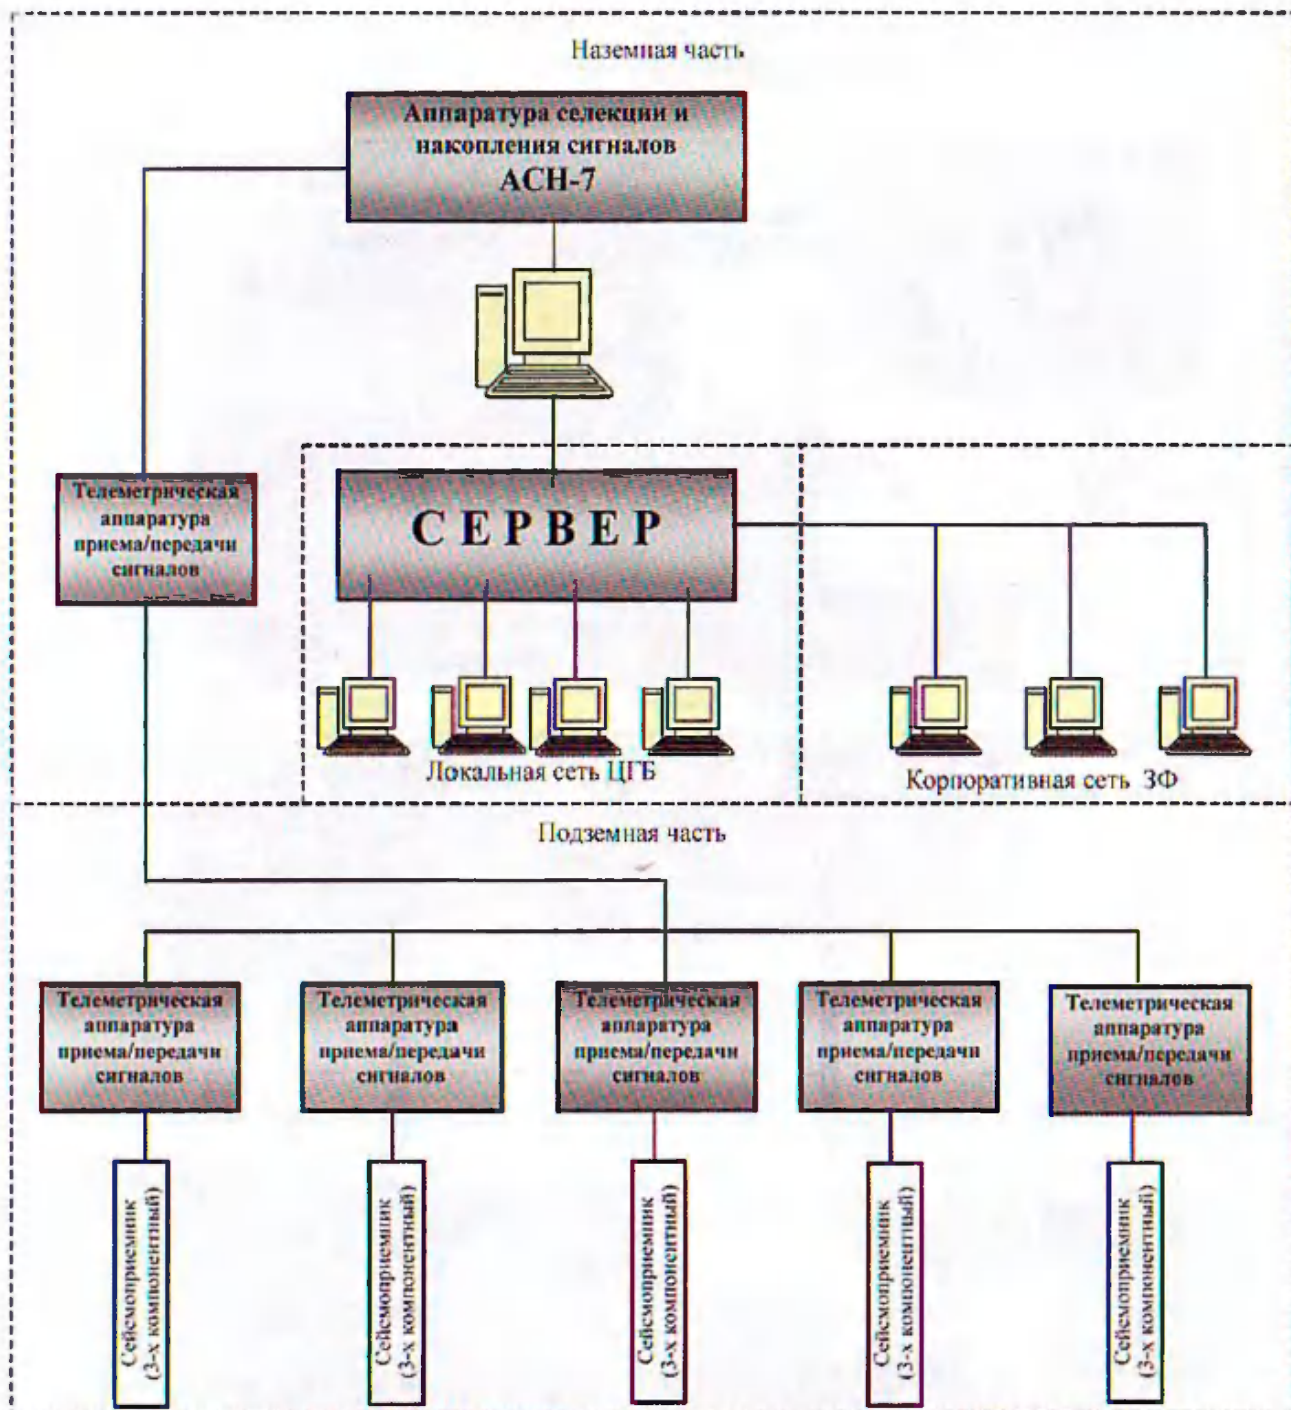 Наземная часть
Аппаратура селекции и
накопления сигналов
АСН-7
Телеметрическая
аппаратура
приема/передачи
сигналов
С Е Р В Е Р
Локальная сеть ЦГБ
Корпоративная сеть ЗФ
Подземная часть
Телеметрическая
аппаратура
приема/передачи
сигналов
Телеметрическая
аппаратура
приема/передачи
сигналов
Телеметрическая
аппаратура
приема/передачи
сигналов
Телеметрическая
аппаратура
приема/передачи
сигналов
Телеметрическая
аппаратура
приема/передачи
сигналов
Сейсмоприемник
(3-х компонентный)
Сейсмоприемник
(3-х компонентный)
Сейсмоприемник
(3-х компонентный)
Сейсмоприемник
(3-х компонентный)
Сейсмоприемник
(3-х компонентный)